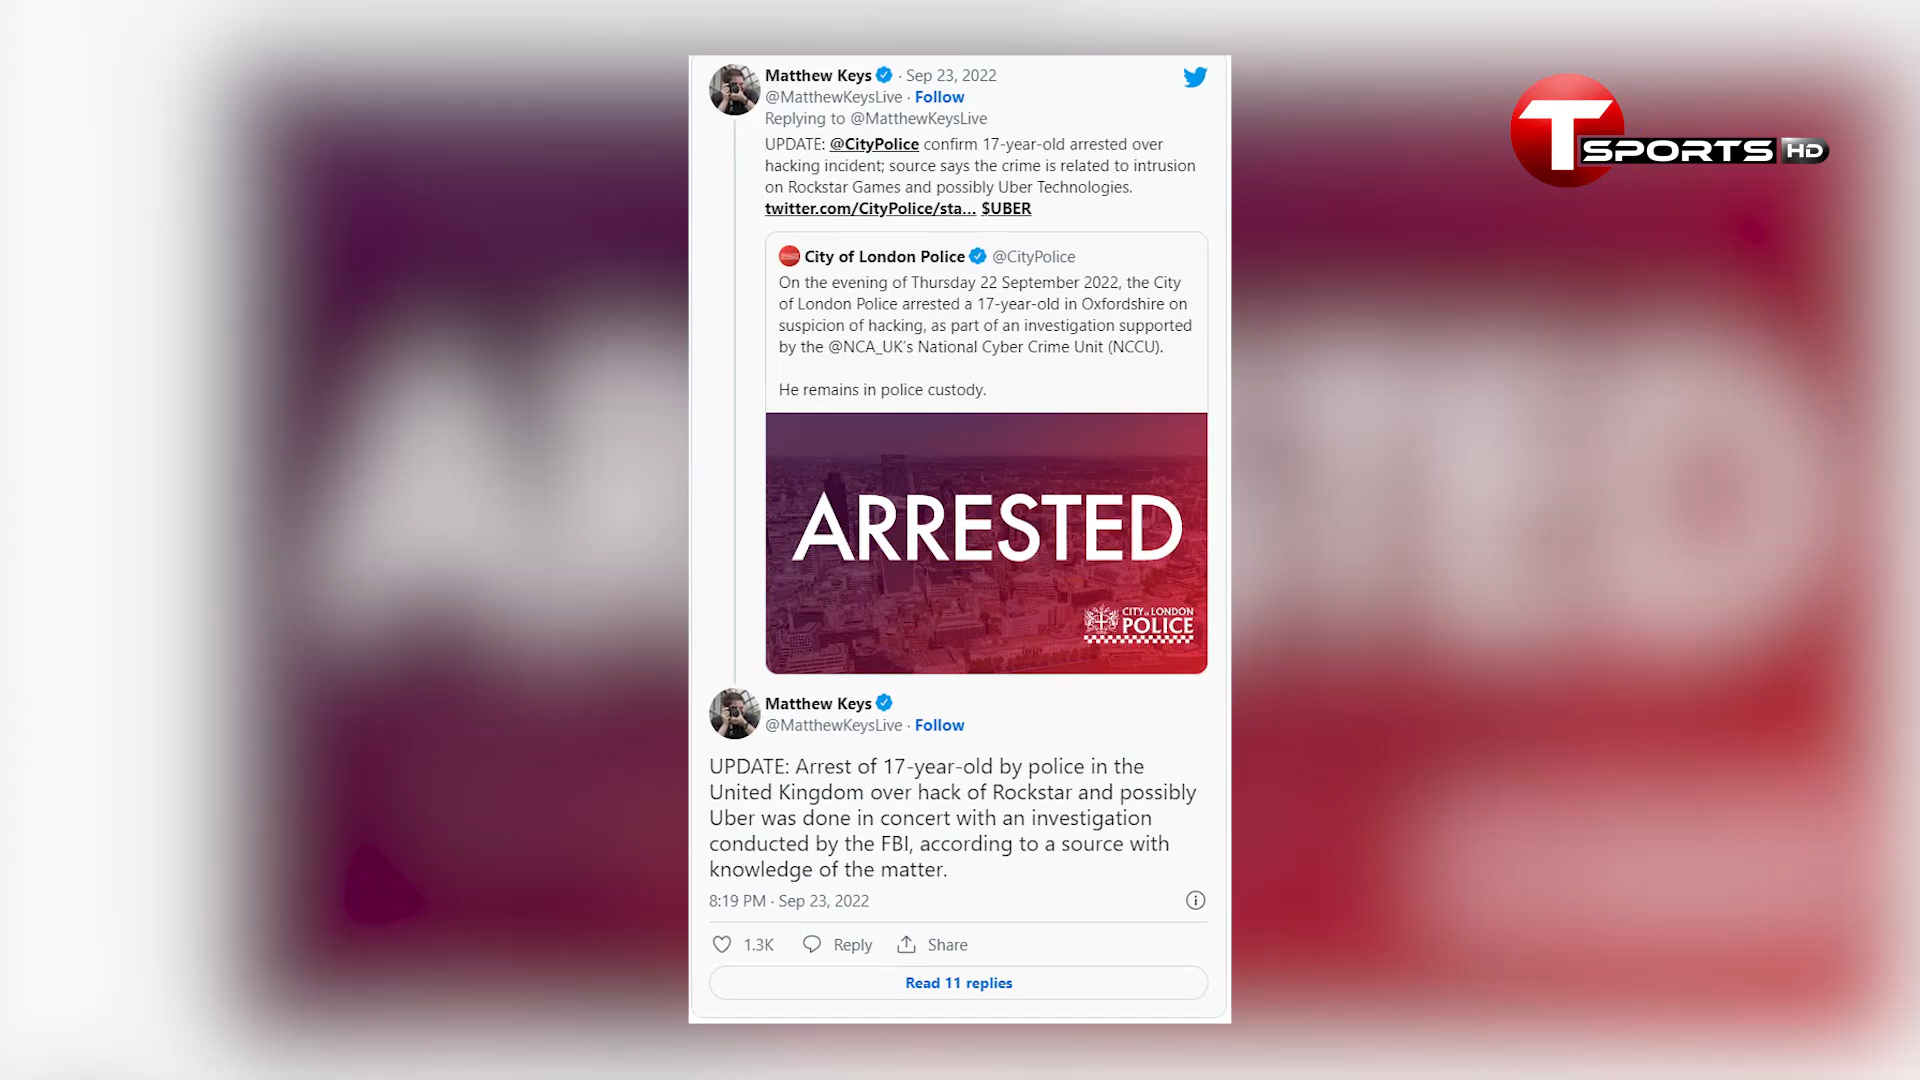 Matthew Keys · Sep 23, 2022
@MatthewKeysLive · Follow
Replying to @MatthewKeysLive
UPDATE: @CityPolice confirm 17-year-old arrested over
hacking incident; source says the crime is related to intrusion
on Rockstar Games and possibly Uber Technologies.
twitter.com/CityPolice/sta... $UBER
City of London Police @CityPolice
On the evening of Thursday 22 September 2022, the City
of London Police arrested a 17-year-old in Oxfordshire on
suspicion of hacking, as part of an investigation supported
by the @NCA_UK's National Cyber Crime Unit (NCCU).
He remains in police custody.
ARRESTED
CITY of LONDON
POLICE
Matthew Keys
@MatthewKeysLive · Follow
UPDATE: Arrest of 17-year-old by police in the
United Kingdom over hack of Rockstar and possibly
Uber was done in concert with an investigation
conducted by the FBI, according to a source with
knowledge of the matter.
8:19 PM · Sep 23, 2022
1.3K Reply Share
Read 11 replies
T SPORTS HD